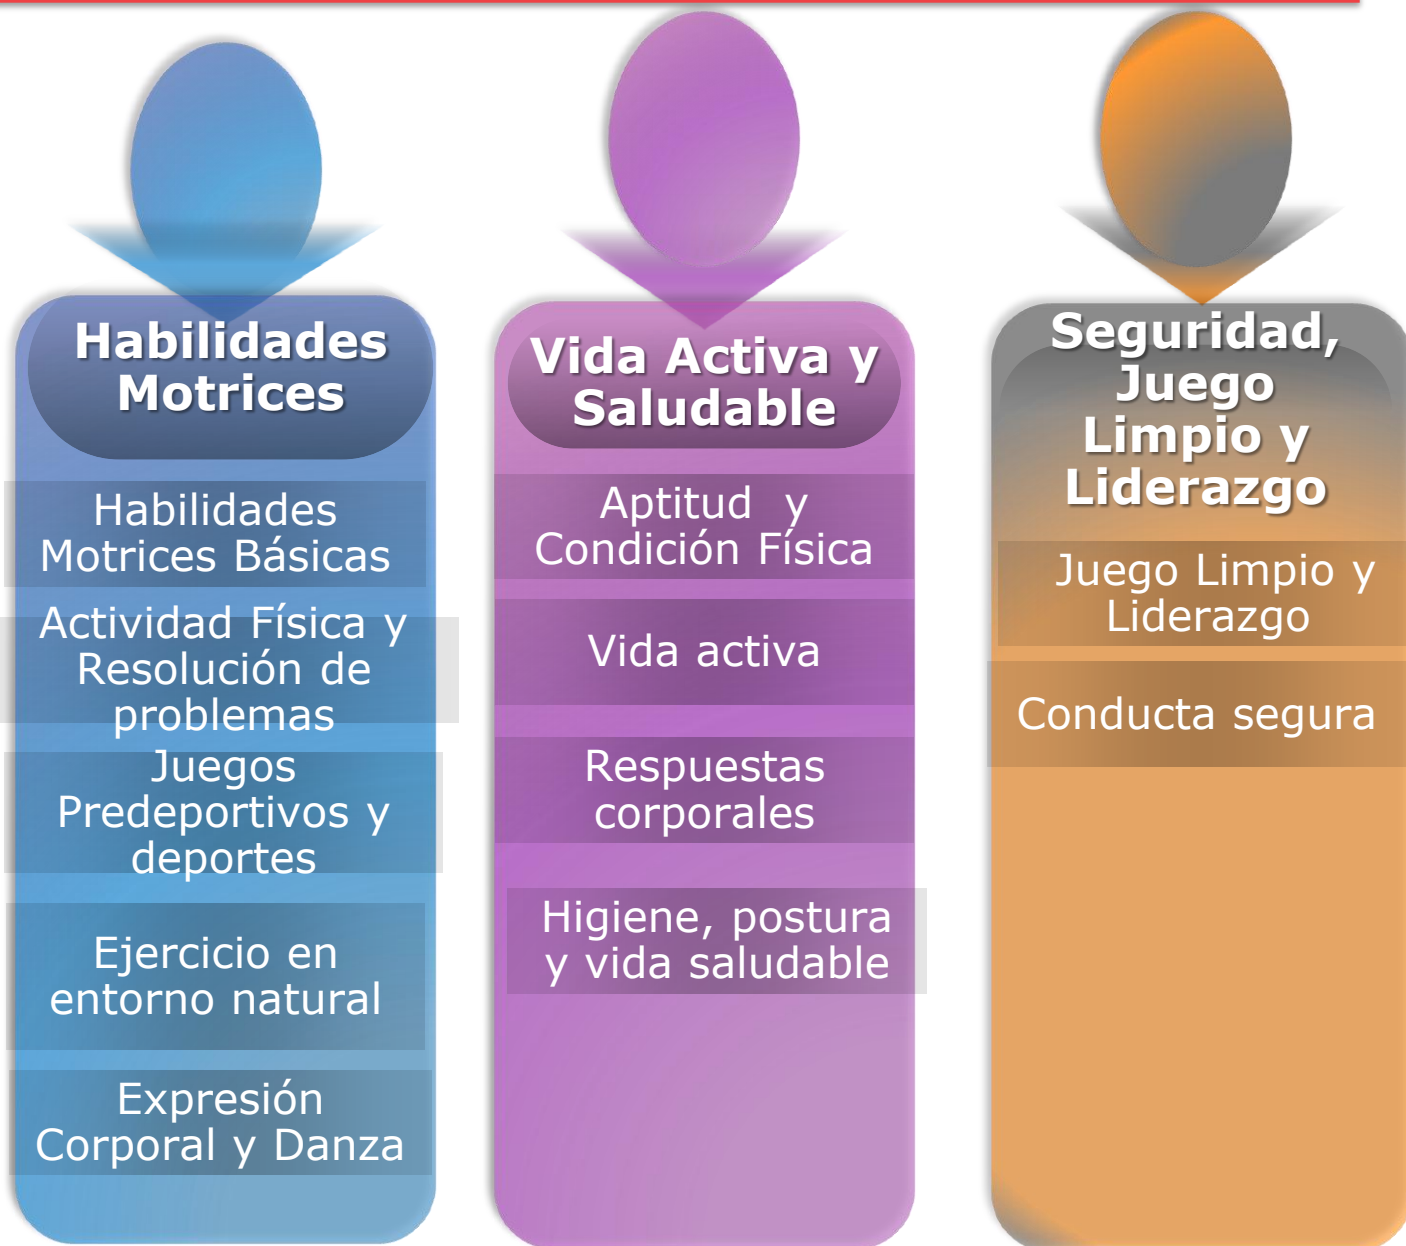 Habilidades
Motrices
Habilidades
Motrices Básicas
Actividad Física y
Resolución de
problemas
Juegos
Predeportivos y
deportes
Ejercicio en
entorno natural
Expresión
Corporal y Danza
Vida Activa y
Saludable
Aptitud y
Condición Física
Vida activa
Respuestas
corporales
Higiene, postura
y vida saludable
Seguridad,
Juego
Limpio y
Liderazgo
Juego Limpio y
Liderazgo
Conducta segura